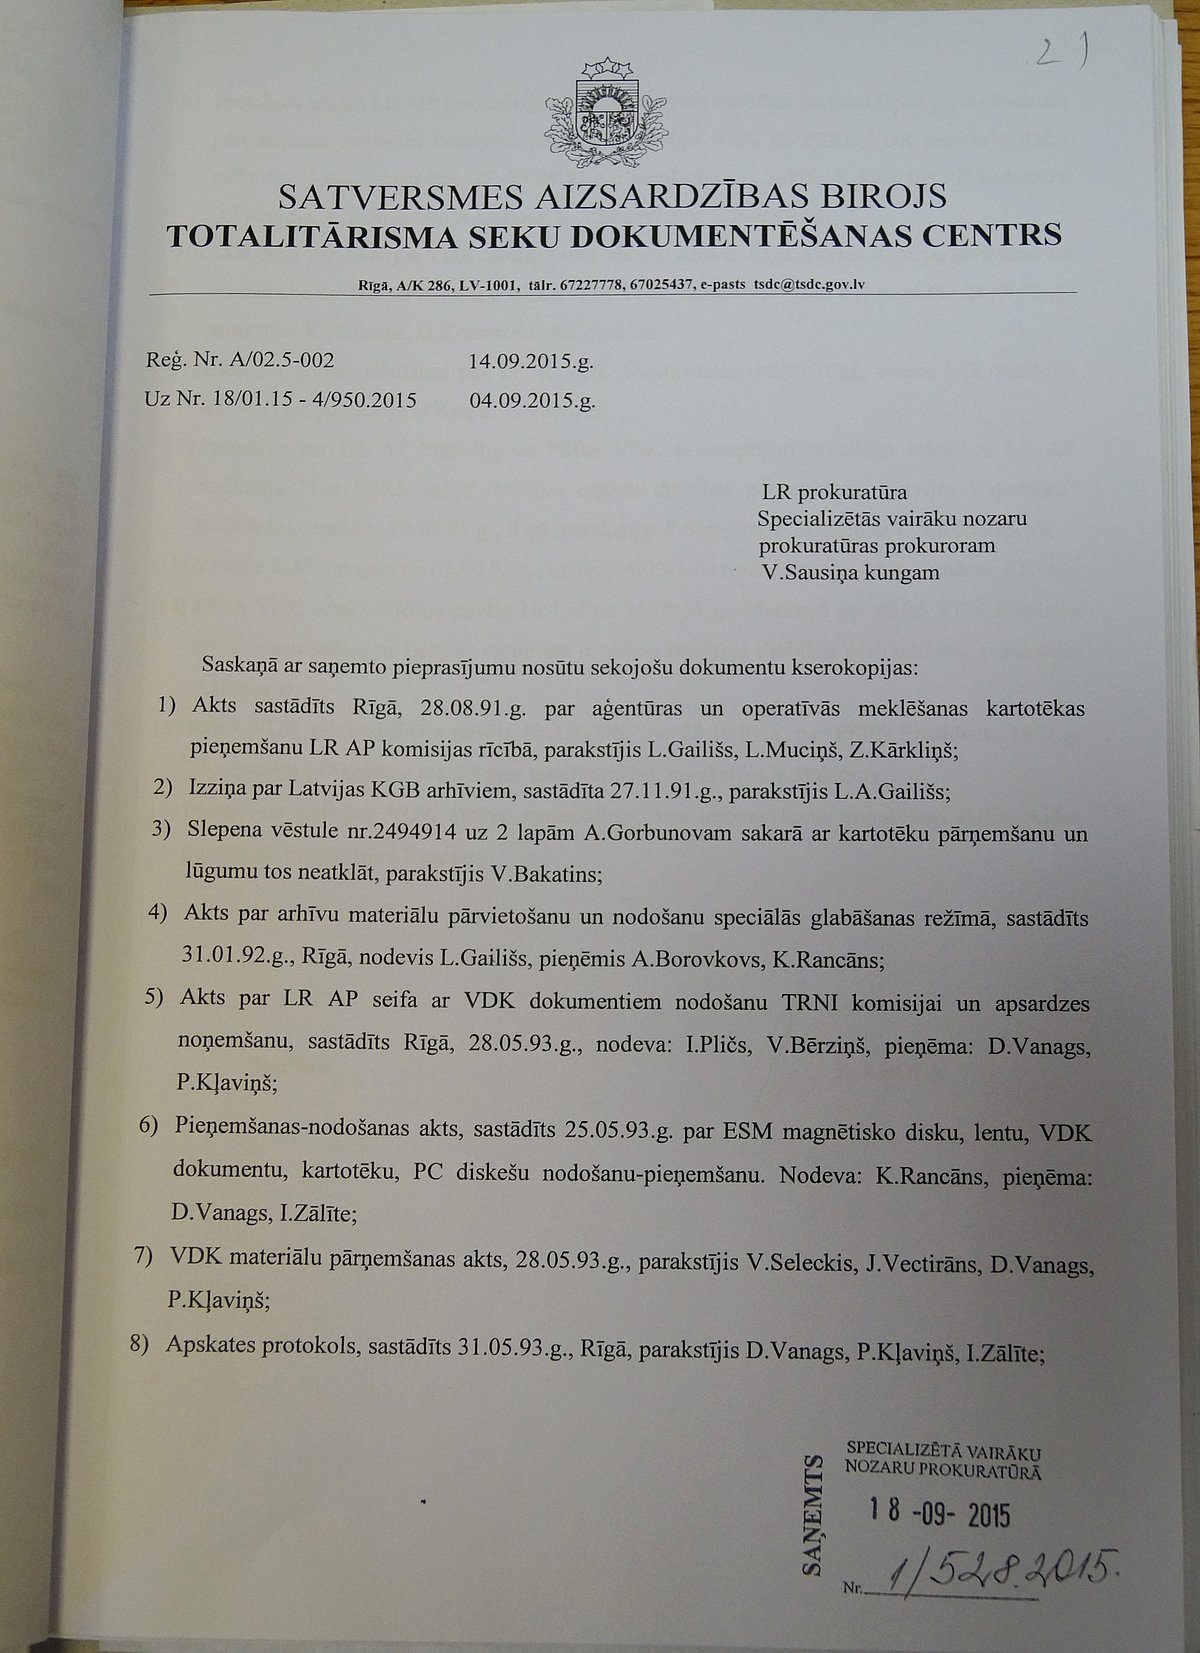 21
SATVERSMES AIZSARDZĪBAS BIROJS
TOTALITĀRISMA SEKU DOKUMENTĒŠANAS CENTRS
Rīgā, A/K 286, LV-1001, tālr. 67227778, 67025437, e-pasts tsdc@tsdc.gov.lv
Reģ. Nr. A/02.5-002 14.09.2015.g.
Uz Nr. 18/01.15 - 4/950.2015 04.09.2015.g.
LR prokuratūra
Specializētās vairāku nozaru
prokuratūras prokuroram
V.Sausiņa kungam
Saskaņā ar saņemto pieprasījumu nosūtu sekojošu dokumentu kserokopijas:
1) Akts sastādīts Rīgā, 28.08.91.g. par aģentūras un operatīvās meklēšanas kartotēkas
pieņemšanu LR AP komisijas rīcībā, parakstījis L.Gailišs, L.Muciņš, Z.Kārkliņš;
2) Izziņa par Latvijas KGB arhīviem, sastādīta 27.11.91.g., parakstījis L.A.Gailišs;
3) Slepena vēstule nr.2494914 uz 2 lapām A.Gorbunovam sakarā ar kartotēku pārņemšanu un
lūgumu tos neatklāt, parakstījis V.Bakatins;
4) Akts par arhīvu materiālu pārvietošanu un nodošanu speciālās glabāšanas režīmā, sastādīts
31.01.92.g., Rīgā, nodevis L.Gailišs, pieņēmis A.Borovkovs, K.Rancāns;
5) Akts par LR AP seifa ar VDK dokumentiem nodošanu TRNI komisijai un apsardzes
noņemšanu, sastādīts Rīgā, 28.05.93.g., nodeva: I.Pličs, V.Bērziņš, pieņēma: D.Vanags,
P.Kļaviņš;
6) Pieņemšanas-nodošanas akts, sastādīts 25.05.93.g. par ESM magnētisko disku, lentu, VDK
dokumentu, kartotēku, PC diskešu nodošanu-pieņemšanu. Nodeva: K.Rancāns, pieņēma:
D.Vanags, I.Zālīte;
7) VDK materiālu pārņemšanas akts, 28.05.93.g., parakstījis V.Seleckis, J.Vectirāns, D.Vanags,
P.Kļaviņš;
8) Apskates protokols, sastādīts 31.05.93.g., Rīgā, parakstījis D.Vanags, P.Kļaviņš, I.Zālīte;
SAŅEMTS
SPECIALIZĒTĀ VAIRĀKU
NOZARU PROKURATŪRĀ
18 -09- 2015
Nr. 1/528.2015.